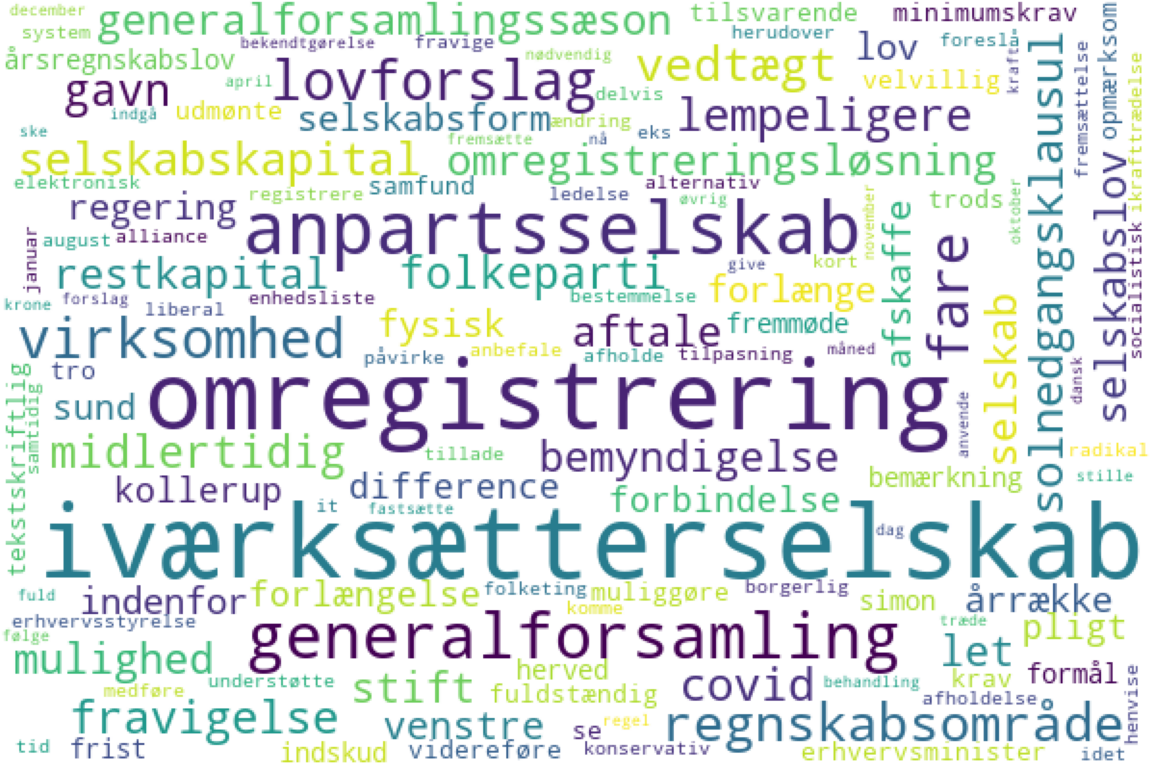 december generalforsamlingssæson tilsvarende minimumskrav
system bekendtgørelse fravige herudover lov foreslå
årsregnskabslov nødvendig vedtægt kraft
gavn april lovforslag delvis velvillig
indgå udmønte selskabsform ændring lempeligere
ske fremsætte nå eks
selskabskapital omregistreringsløsning
elektronisk registrere samfund ledelse alternativ trods
regering anpartsselskab øvrig
august alliance
restkapital folkeparti give kort
krone forslag liberal enhedsliste bestemmelse forlænge
virksomhed fysisk aftale fremmøde
påvirke anbefale afholde tilpasning måned
tro
sund omregistrering
midlertidig tillade bemyndigelse radikal
kollerup difference forbindelse bemærkning stille
it fastsætte
iværksætterselskab dag
fuld indenfor forlængelse folketing muliggøre borgerlig simon årrække
erhvervsstyrelse komme træde pligt
følge generalforsamling let
mulighed herved krav formål
medføre understøtte stift fuldstændig covid behandling afholdelse
fravigelse venstre se regel regnskabsområde
tid frist indskud videreføre konservativ erhvervsminister idet
januar
tekstskriftlig
samtidig
november
afskaffe
fare
anvende
selskab
oktober
solnedgangsklausul
fremsættelse
dansk
opmærksom
selskabslov
ikrafttrædelse
socialistisk
henvise